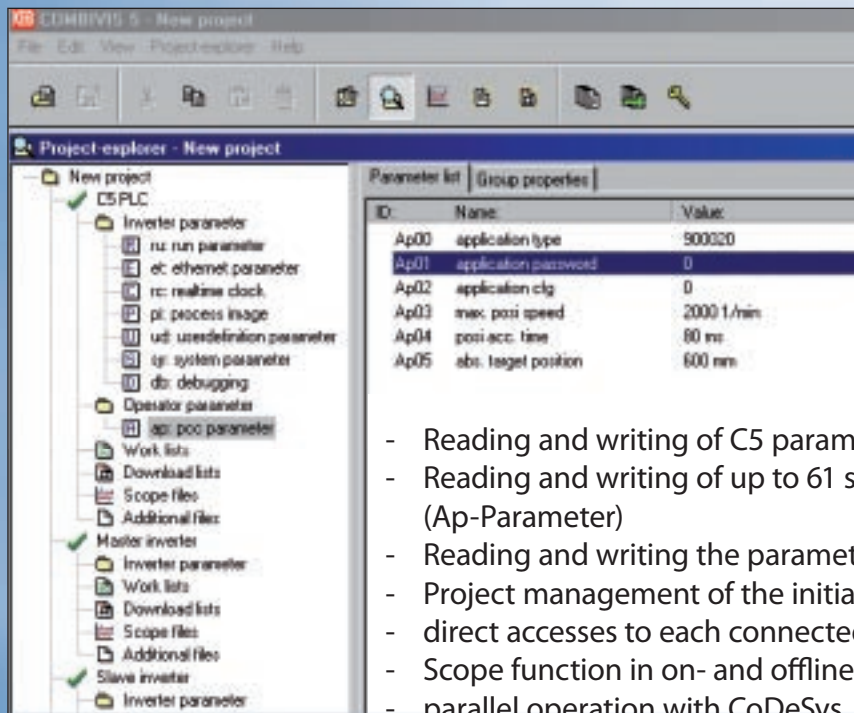 KEB COMBIVIS 5 - New project
File Edit View Project-explorer Help
Project-explorer - New project
New project
C5 PLC
Inverter parameter
ru: run parameter
et: ethernet parameter
rc: realtime clock
pi: process image
ud: userdefinition parameter
sy: system parameter
db: debugging
Operator parameter
ap: pcc parameter
Work lists
Download lists
Scope files
Additional files
Master inverter
Inverter parameter
Work lists
Download lists
Scope files
Additional files
Slave inverter
Inverter parameter
Parameter list Group properties
ID: Name: Value:
Ap00 application type 900020
Ap01 application password 0
Ap02 application cfg 0
Ap03 max. posi speed 2000 1/min
Ap04 posi acc. time 80 ms
Ap05 abs. target position 600 mm
- Reading and writing of C5 param
- Reading and writing of up to 61 s
(Ap-Parameter)
- Reading and writing the paramet
- Project management of the initia
- direct accesses to each connecte
- Scope function in on- and offline
- parallel operation with CoDeSys